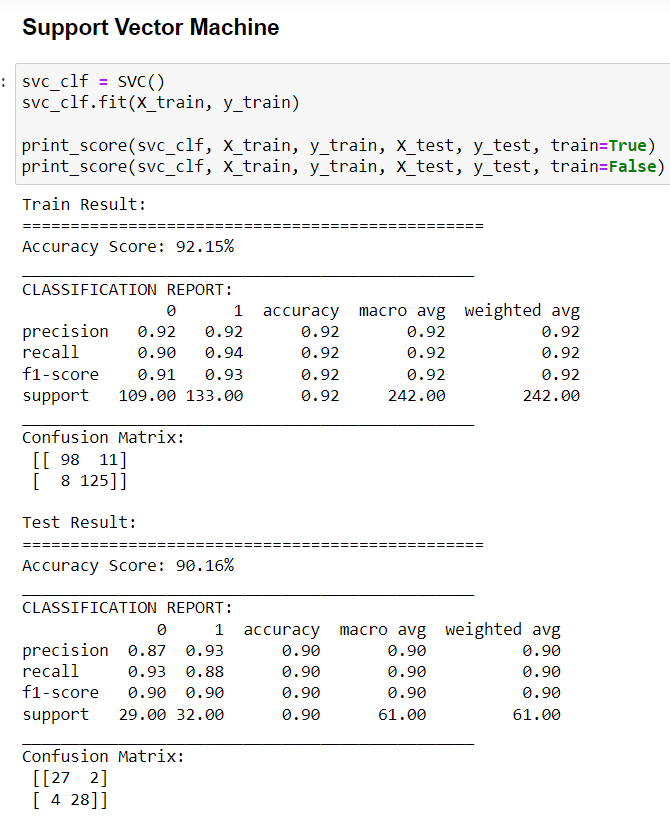 Support Vector Machine
: svc_clf = SVC()
svc_clf.fit(X_train, y_train)
print_score(svc_clf, X_train, y_train, X_test, y_test, train=True)
print_score(svc_clf, X_train, y_train, X_test, y_test, train=False)
Train Result:
================================================
Accuracy Score: 92.15%
_______________________________________________
CLASSIFICATION REPORT:
               0      1  accuracy  macro avg  weighted avg
precision   0.92   0.92      0.92       0.92          0.92
recall      0.90   0.94      0.92       0.92          0.92
f1-score    0.91   0.93      0.92       0.92          0.92
support   109.00 133.00      0.92     242.00        242.00
_______________________________________________
Confusion Matrix:
 [[ 98  11]
 [  8 125]]
Test Result:
================================================
Accuracy Score: 90.16%
_______________________________________________
CLASSIFICATION REPORT:
              0     1  accuracy  macro avg  weighted avg
precision  0.87  0.93      0.90       0.90          0.90
recall     0.93  0.88      0.90       0.90          0.90
f1-score   0.90  0.90      0.90       0.90          0.90
support   29.00 32.00      0.90      61.00         61.00
_______________________________________________
Confusion Matrix:
 [[27  2]
 [ 4 28]]